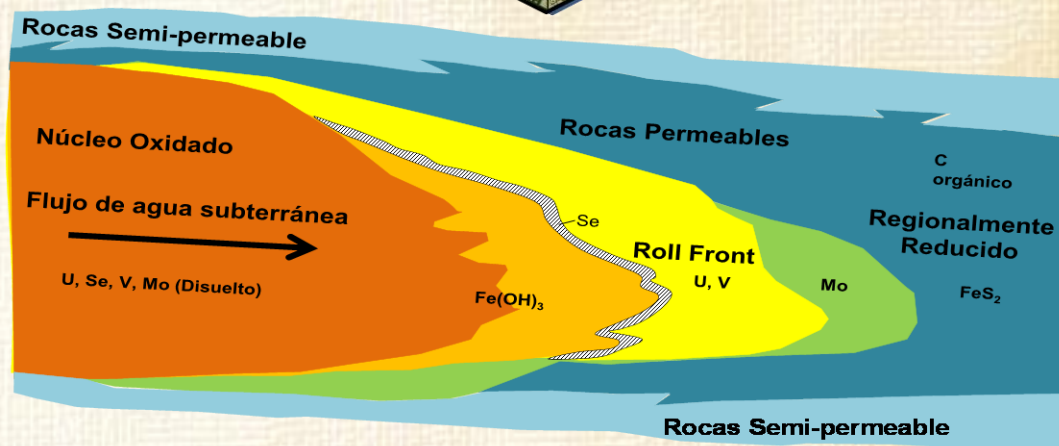 Rocas Semi-permeable
Rocas Permeables
Núcleo Oxidado
C
orgánico
Flujo de agua subterránea
Se
Regionalmente
Reducido
Roll Front
U, V
U, Se, V, Mo (Disuelto)
Fe(OH)₃
Mo
FeS₂
Rocas Semi-permeable